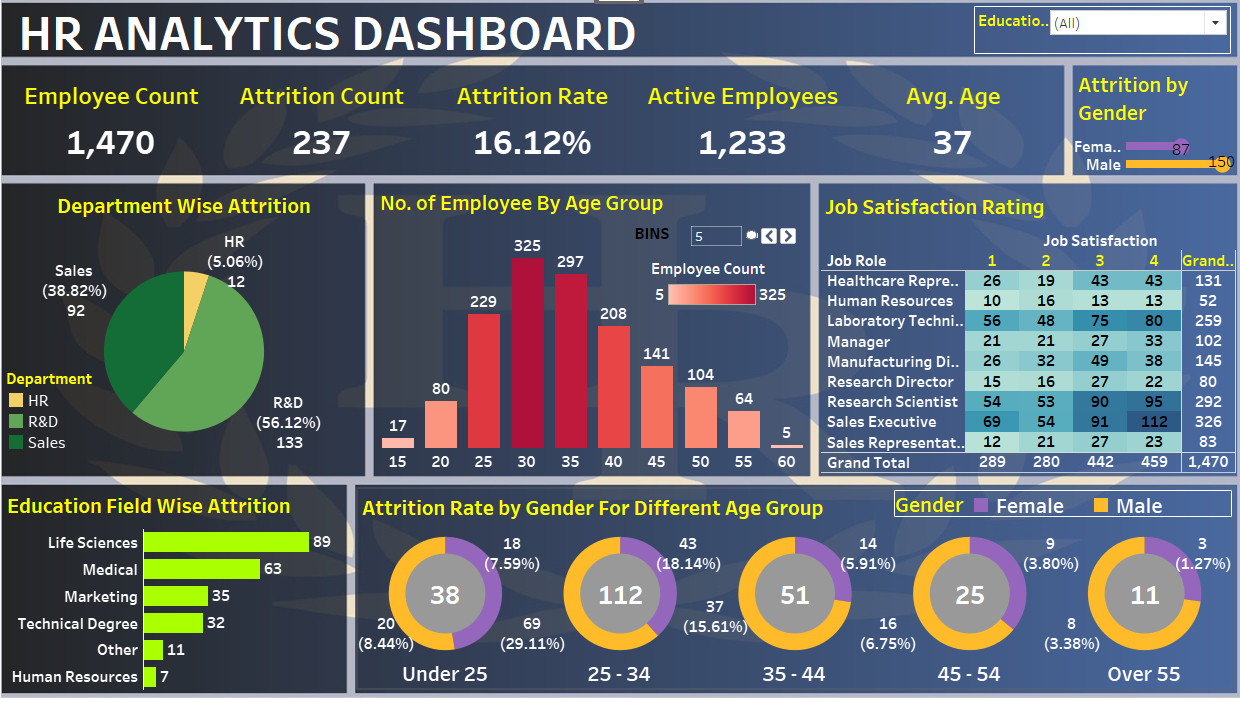 HR ANALYTICS DASHBOARD
Educatio.. (All)
Employee Count Attrition Count Attrition Rate Active Employees Avg. Age
1,470 237 16.12% 1,233 37
Attrition by
Gender
Fema.. 87
Male 150
Department Wise Attrition
HR
(5.06%)
12
Sales
(38.82%)
92
R&D
(56.12%)
133
Department
HR
R&D
Sales
No. of Employee By Age Group
BINS 5
Employee Count
5 325
17 80 229 325 297 208 141 104 64 5
15 20 25 30 35 40 45 50 55 60
Job Satisfaction Rating
Job Satisfaction
Job Role 1 2 3 4 Grand..
Healthcare Repre.. 26 19 43 43 131
Human Resources 10 16 13 13 52
Laboratory Techni.. 56 48 75 80 259
Manager 21 21 27 33 102
Manufacturing Di.. 26 32 49 38 145
Research Director 15 16 27 22 80
Research Scientist 54 53 90 95 292
Sales Executive 69 54 91 112 326
Sales Representat.. 12 21 27 23 83
Grand Total 289 280 442 459 1,470
Education Field Wise Attrition
Life Sciences 89
Medical 63
Marketing 35
Technical Degree 32
Other 11
Human Resources 7
Attrition Rate by Gender For Different Age Group
Gender Female Male
18
(7.59%)
38
20
(8.44%)
Under 25
43
(18.14%)
112
69
(29.11%)
25 - 34
14
(5.91%)
51
37
(15.61%)
35 - 44
9
(3.80%)
25
16
(6.75%)
45 - 54
3
(1.27%)
11
8
(3.38%)
Over 55